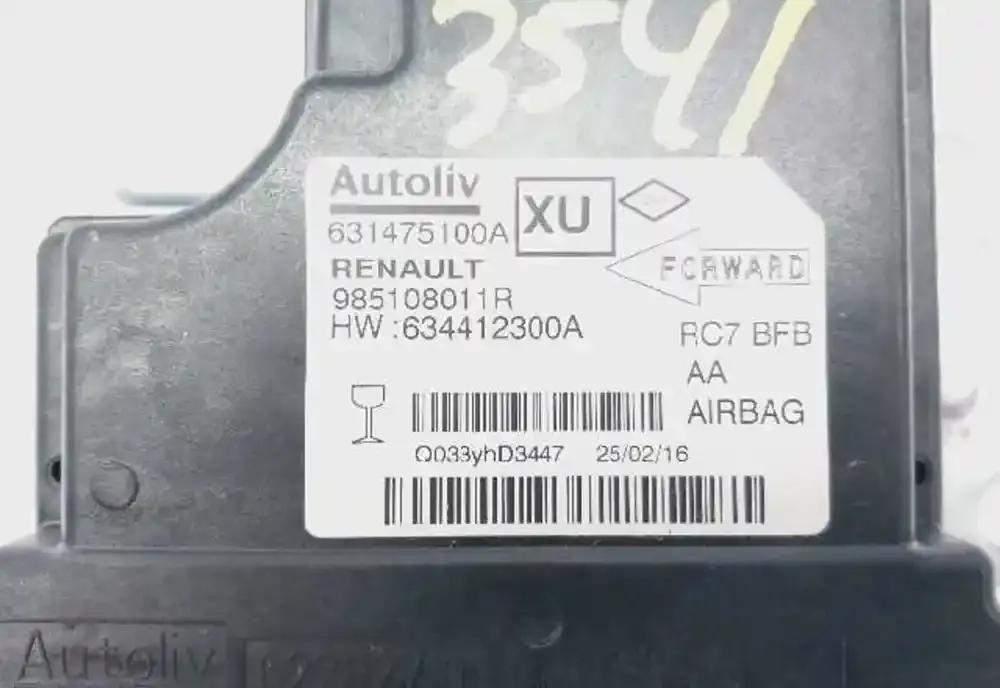 3541
Autoliv
XU
631475100A
RENAULT
FORWARD
985108011R
HW :634412300A
RC7 BFB
AA
AIRBAG
Q033yhD3447 25/02/16
Autoliv